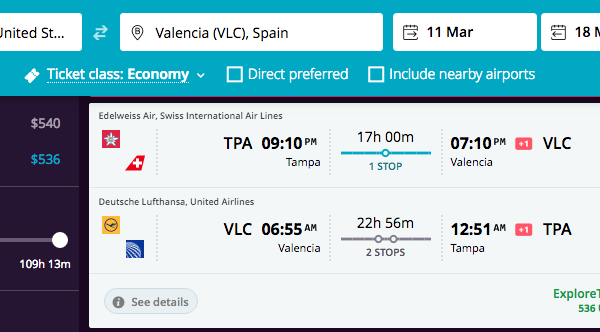 United St...
Valencia (VLC), Spain
11 Mar
18 M
Ticket class: Economy
Direct preferred
Include nearby airports
$540
$536
109h 13m
Edelweiss Air, Swiss International Air Lines
TPA 09:10 PM
Tampa
17h 00m
1 STOP
07:10 PM +1 VLC
Valencia
Deutsche Lufthansa, United Airlines
VLC 06:55 AM
Valencia
22h 56m
2 STOPS
12:51 AM +1 TPA
Tampa
See details
ExploreT
536